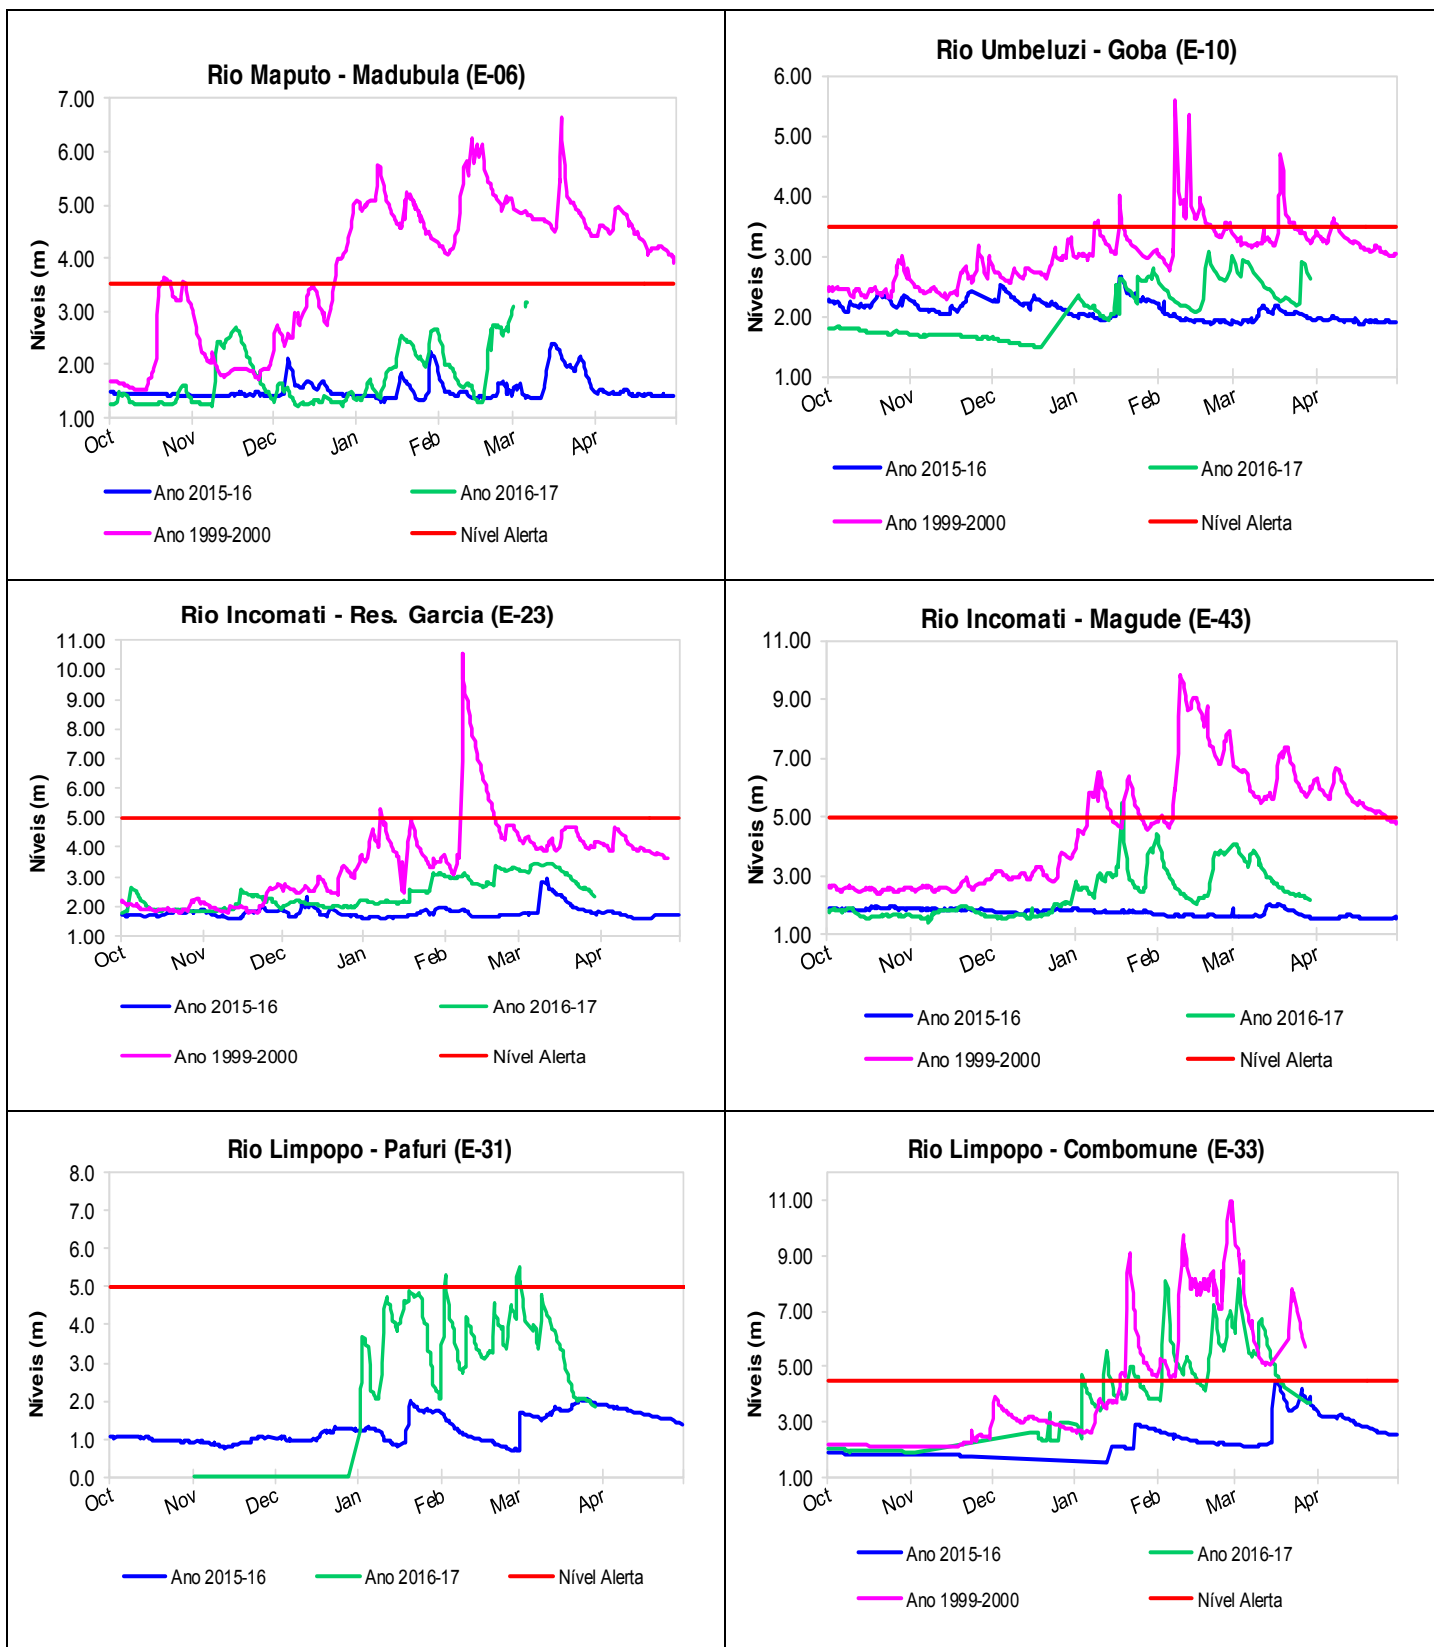 Rio Maputo - Madubula (E-06)
Níveis (m)
7.00
6.00
5.00
4.00
3.00
2.00
1.00
Oct Nov Dec Jan Feb Mar Apr
Ano 2015-16 Ano 2016-17
Ano 1999-2000 Nível Alerta
Rio Umbeluzi - Goba (E-10)
Níveis (m)
6.00
5.00
4.00
3.00
2.00
1.00
Oct Nov Dec Jan Feb Mar Apr
Ano 2015-16 Ano 2016-17
Ano 1999-2000 Nível Alerta
Rio Incomati - Res. Garcia (E-23)
Níveis (m)
11.00
10.00
9.00
8.00
7.00
6.00
5.00
4.00
3.00
2.00
1.00
Oct Nov Dec Jan Feb Mar Apr
Ano 2015-16 Ano 2016-17
Ano 1999-2000 Nível Alerta
Rio Incomati - Magude (E-43)
Níveis (m)
11.00
9.00
7.00
5.00
3.00
1.00
Oct Nov Dec Jan Feb Mar Apr
Ano 2015-16 Ano 2016-17
Ano 1999-2000 Nível Alerta
Rio Limpopo - Pafuri (E-31)
Níveis (m)
8.0
7.0
6.0
5.0
4.0
3.0
2.0
1.0
0.0
Oct Nov Dec Jan Feb Mar Apr
Ano 2015-16 Ano 2016-17 Nível Alerta
Rio Limpopo - Combomune (E-33)
Níveis (m)
11.00
9.00
7.00
5.00
3.00
1.00
Oct Nov Dec Jan Feb Mar Apr
Ano 2015-16 Ano 2016-17
Ano 1999-2000 Nível Alerta